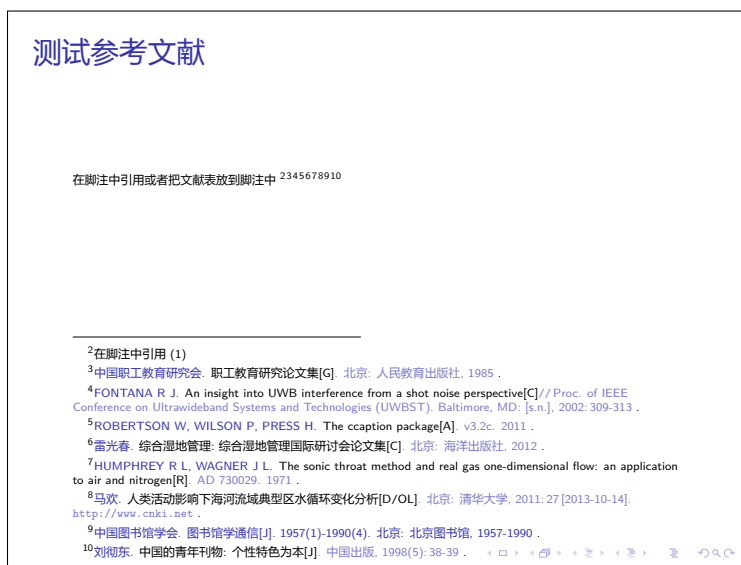 测试参考文献
在脚注中引用或者把文献表放到脚注中 2345678910
2在脚注中引用 (1)
3中国职工教育研究会. 职工教育研究论文集[G]. 北京: 人民教育出版社, 1985 .
4FONTANA R J. An insight into UWB interference from a shot noise perspective[C]// Proc. of IEEE
Conference on Ultrawideband Systems and Technologies (UWBST). Baltimore, MD: [s.n.], 2002: 309-313 .
5ROBERTSON W, WILSON P, PRESS H. The ccaption package[A]. v3.2c. 2011 .
6雷光春. 综合湿地管理: 综合湿地管理国际研讨会论文集[C]. 北京: 海洋出版社, 2012 .
7HUMPHREY R L, WAGNER J L. The sonic throat method and real gas one-dimensional flow: an application
to air and nitrogen[R]. AD 730029. 1971 .
8马欢. 人类活动影响下海河流域典型区水循环变化分析[D/OL]. 北京: 清华大学, 2011: 27 [2013-10-14].
http://www.cnki.net .
9中国图书馆学会. 图书馆学通信[J]. 1957(1)-1990(4). 北京: 北京图书馆, 1957-1990 .
10刘彻东. 中国的青年刊物: 个性特色为本[J]. 中国出版, 1998(5): 38-39 .